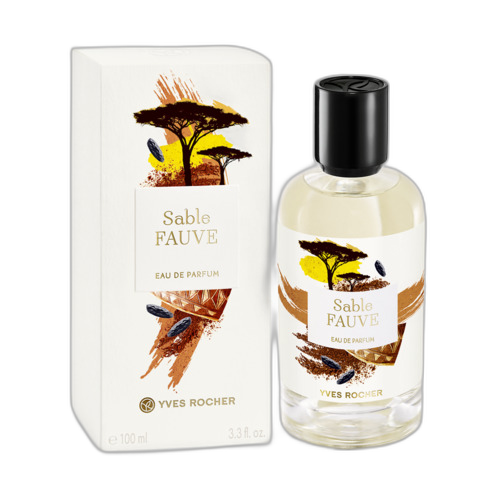 Sable
FAUVE
EAU DE PARFUM
YVES ROCHER
℮ 100 ml 3.3 fl. oz.
Sable
FAUVE
EAU DE PARFUM
YVES ROCHER